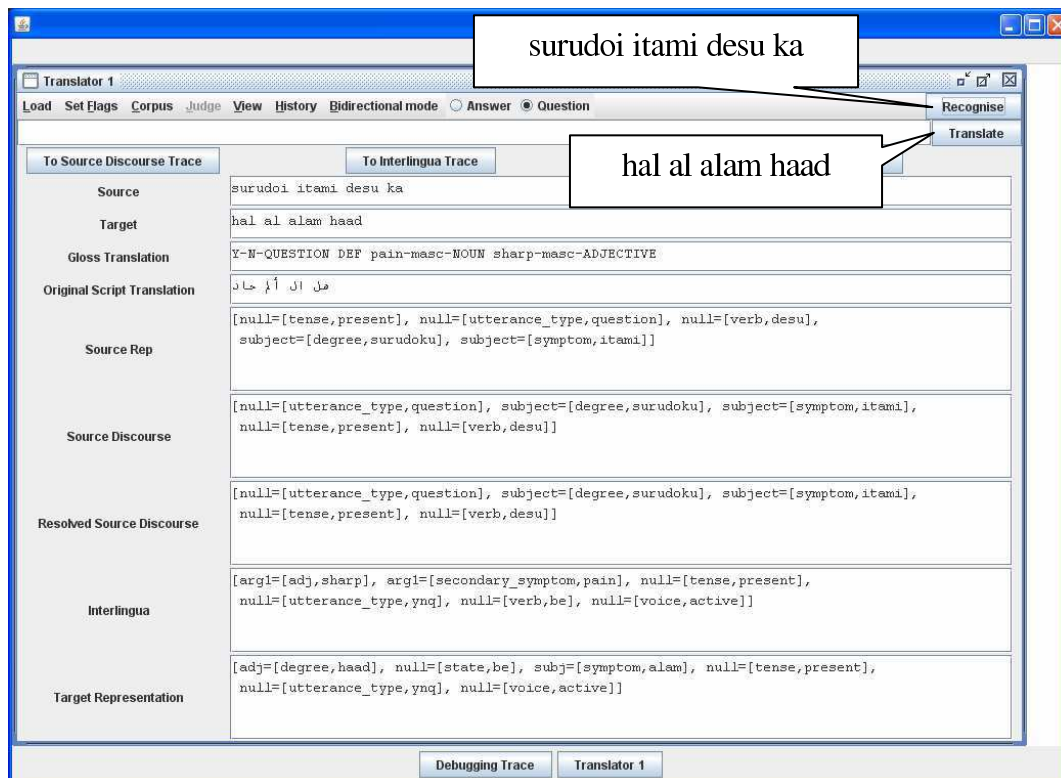 surudoi itami desu ka
Translator 1
Load Set Flags Corpus Judge View History Bidirectional mode Answer Question Recognise
Translate
hal al alam haad
To Source Discourse Trace To Interlingua Trace
Source surudoi itami desu ka
Target hal al alam haad
Gloss Translation Y-N-QUESTION DEF pain-masc-NOUN sharp-masc-ADJECTIVE
Original Script Translation هل ال ألم حاد
[null=[tense,present], null=[utterance_type,question], null=[verb,desu],
subject=[degree,surudoku], subject=[symptom,itami]]
Source Rep
[null=[utterance_type,question], subject=[degree,surudoku], subject=[symptom,itami],
null=[tense,present], null=[verb,desu]]
Source Discourse
[null=[utterance_type,question], subject=[degree,surudoku], subject=[symptom,itami],
null=[tense,present], null=[verb,desu]]
Resolved Source Discourse
[arg1=[adj,sharp], arg1=[secondary_symptom,pain], null=[tense,present],
null=[utterance_type,ynq], null=[verb,be], null=[voice,active]]
Interlingua
[adj=[degree,haad], null=[state,be], subj=[symptom,alam], null=[tense,present],
null=[utterance_type,ynq], null=[voice,active]]
Target Representation
Debugging Trace Translator 1